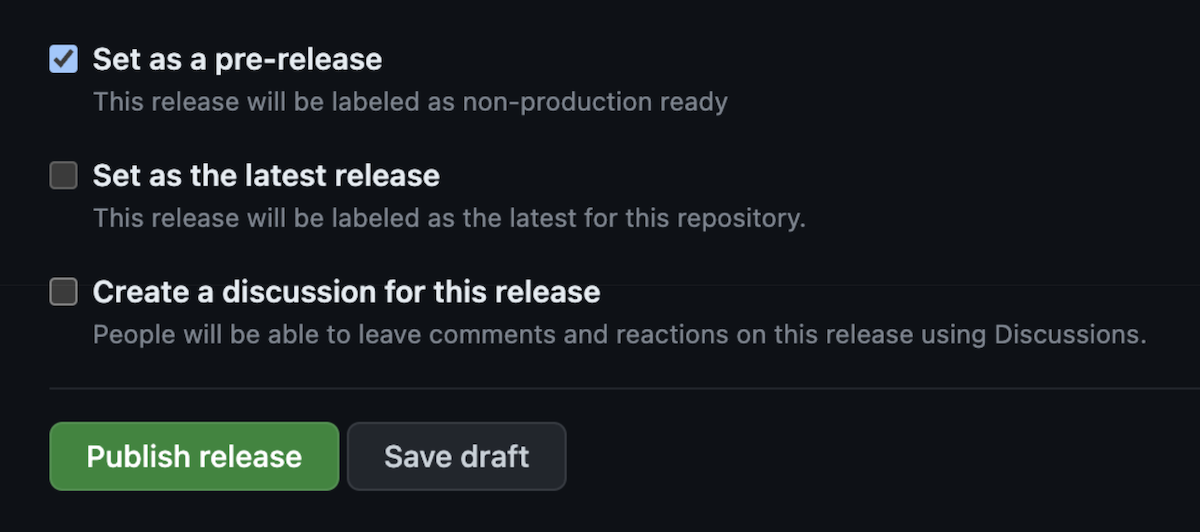 Set as a pre-release
This release will be labeled as non-production ready
Set as the latest release
This release will be labeled as the latest for this repository.
Create a discussion for this release
People will be able to leave comments and reactions on this release using Discussions.
Publish release Save draft